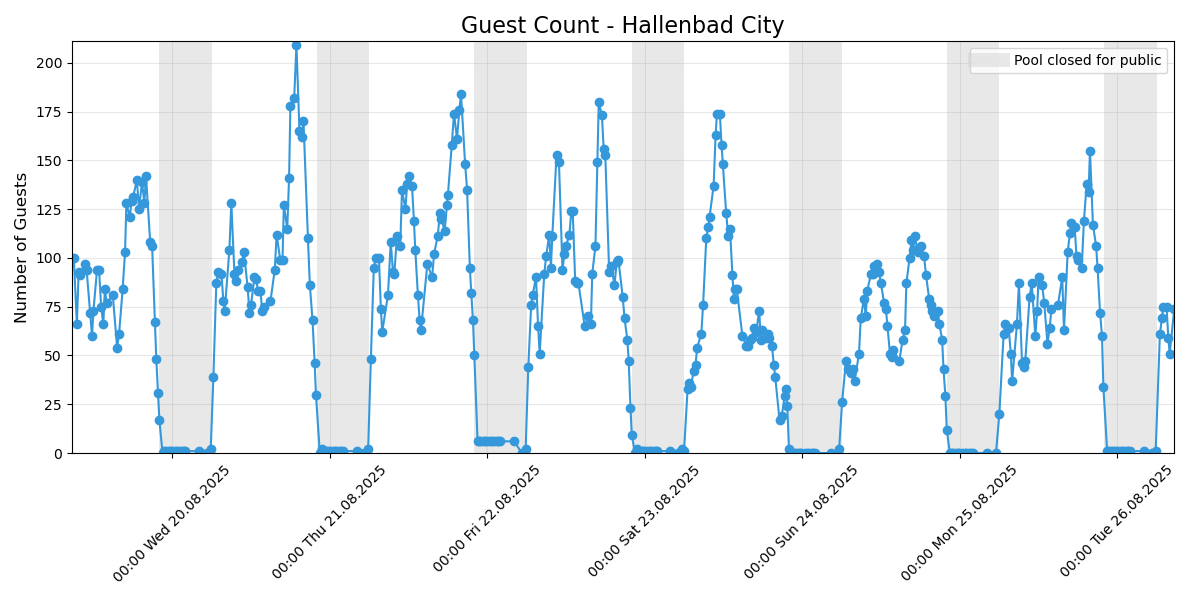 Guest Count - Hallenbad City
Pool closed for public
Number of Guests
200
175
150
125
100
75
50
25
0
00:00 Wed 20.08.2025
00:00 Thu 21.08.2025
00:00 Fri 22.08.2025
00:00 Sat 23.08.2025
00:00 Sun 24.08.2025
00:00 Mon 25.08.2025
00:00 Tue 26.08.2025